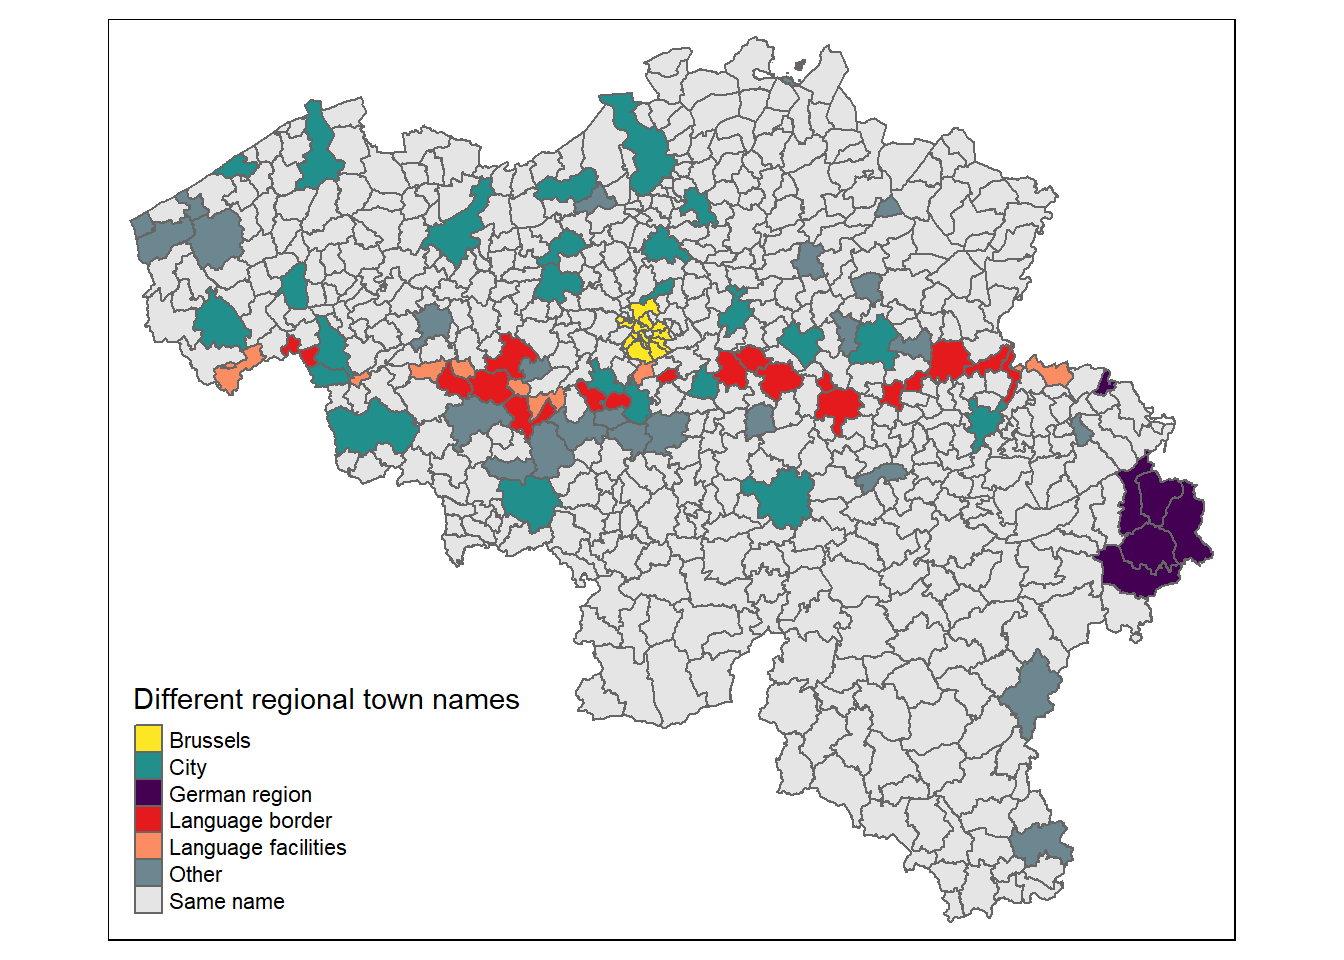 Different regional town names
Brussels
City
German region
Language border
Language facilities
Other
Same name